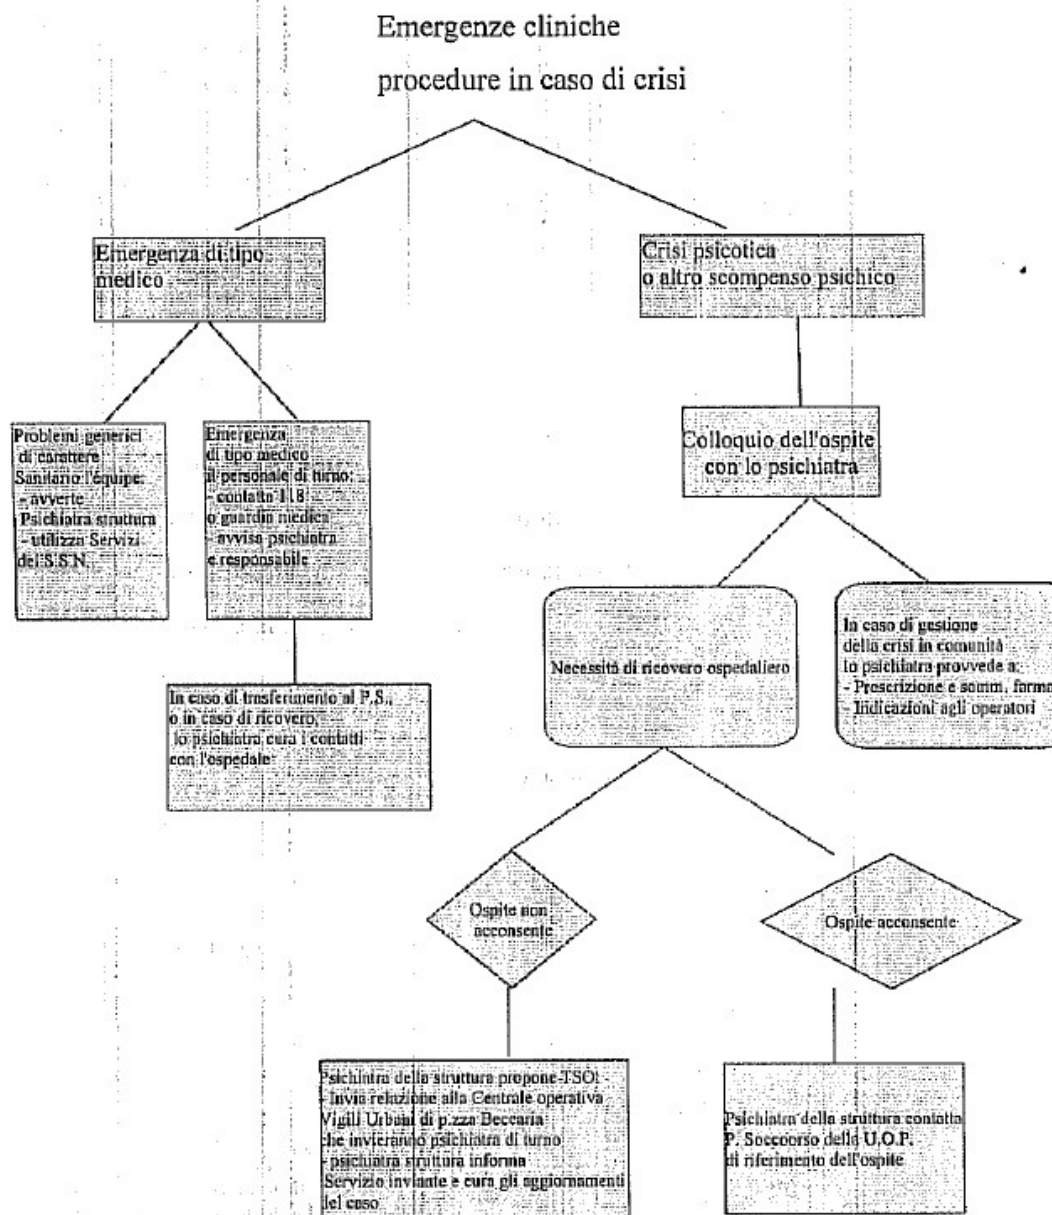 Emergenze cliniche
procedure in caso di crisi
Emergenza di tipo
medico
Crisi psicotica
o altro scompenso psichico
Problemi generici
di carattere
Sanitario l'équipe:
- avverte
Psichiatra struttura
- utilizza Servizi
del S.S.N.
Emergenza
di tipo medico
il personale di turno:
- contatta 118
o guardia medica
- avvisa psichiatra
e responsabile
Colloquio dell'ospite
con lo psichiatra
In caso di trasferimento al P.S.,
o in caso di ricovero,
lo psichiatra cura i contatti
con l'ospedale
Necessità di ricovero ospedaliero
In caso di gestione
della crisi in comunità
lo psichiatra provvede a:
- Prescrizione e somm. farma
- Indicazioni agli operatori
Ospite non
acconsente
Ospite acconsente
Psichiatra della struttura propone TSO:
- Invia relazione alla Centrale operativa
Vigili Urbani di p.zza Beccaria
che invieranno psichiatra di turno
- psichiatra struttura informa
Servizio inviante e cura gli aggiornamenti
del caso
Psichiatra della struttura contatta
P. Soccoorso della U.O.P.
di riferimento dell'ospite